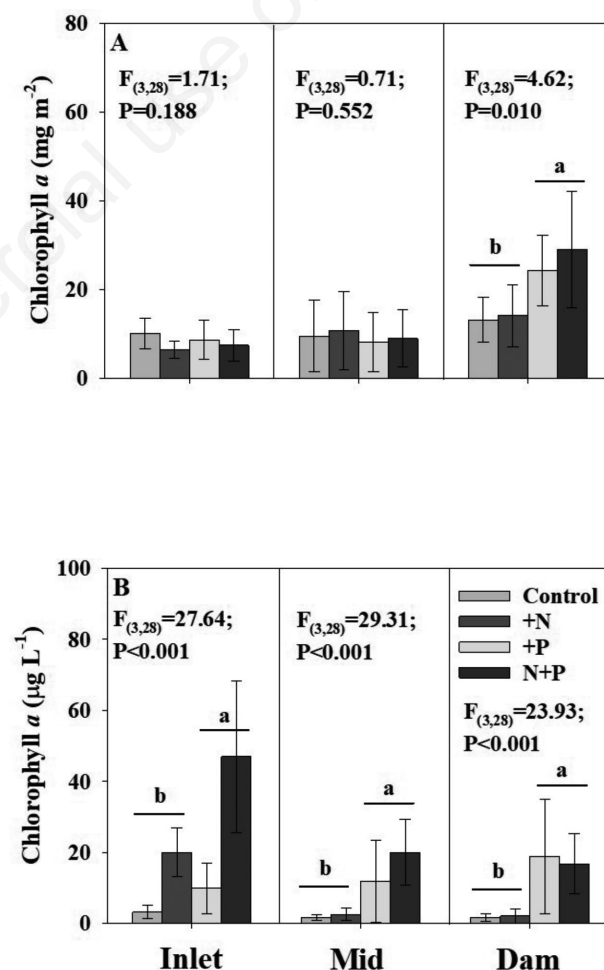 ercial use o
80
60
40
20
0
Chlorophyll a (mg m⁻²)
A
F(3,28)=1.71;
P=0.188
F(3,28)=0.71;
P=0.552
F(3,28)=4.62;
P=0.010
b
a
100
80
60
40
20
0
Chlorophyll a (µg L⁻¹)
B
F(3,28)=27.64;
P<0.001
b
a
F(3,28)=29.31;
P<0.001
b
a
Control
+N
+P
N+P
F(3,28)=23.93;
P<0.001
b
a
Inlet Mid Dam